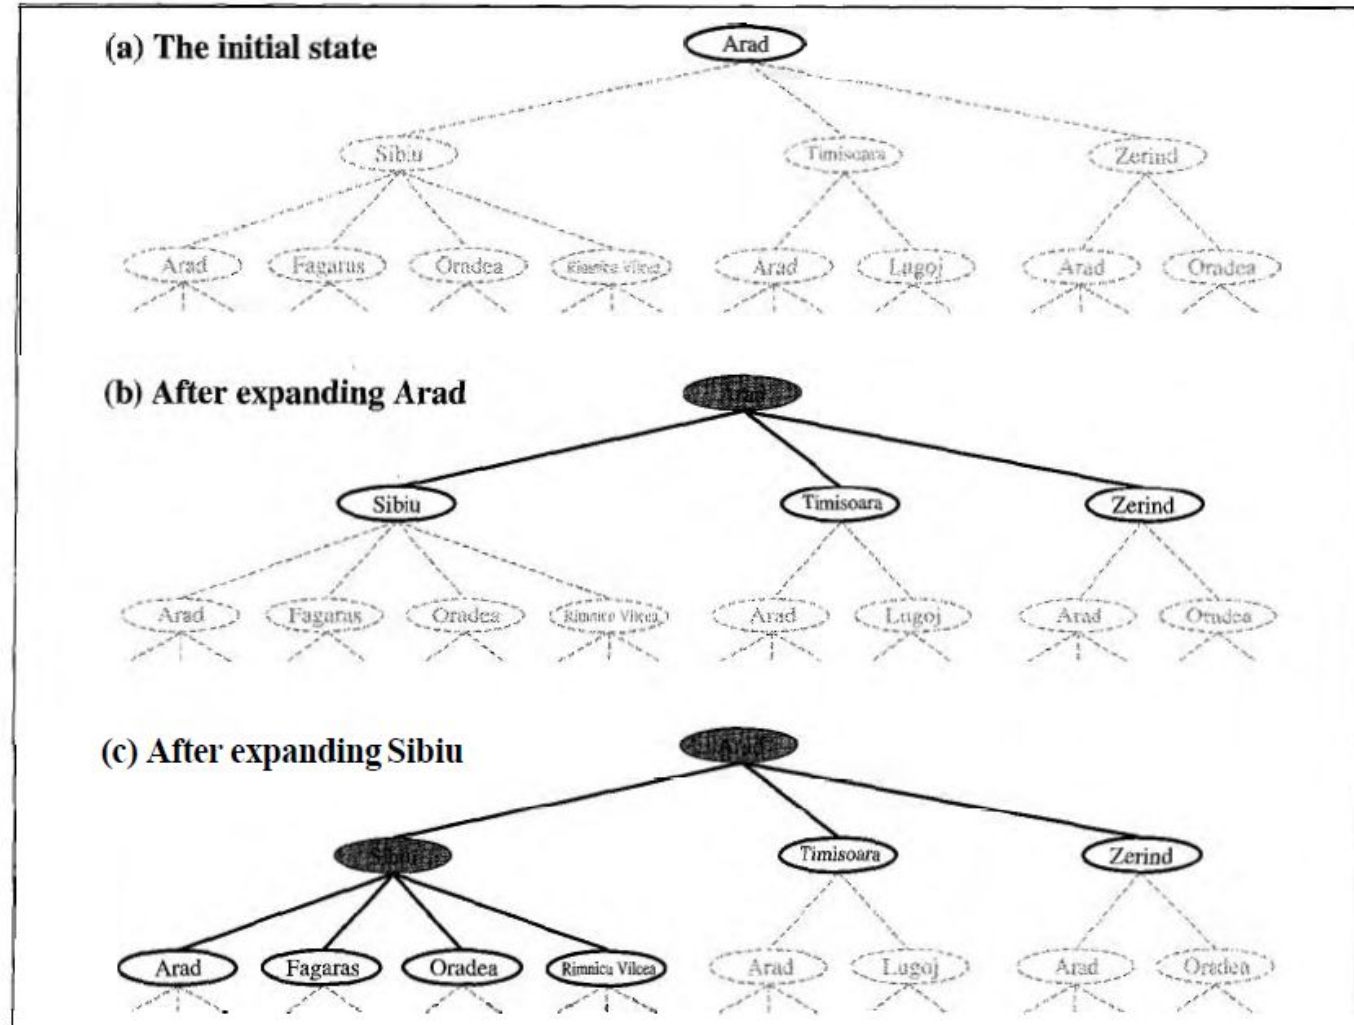 (a) The initial state
Arad
Sibiu Timisoara Zerind
Arad Fagaras Oradea Rimnicu Vilcea Arad Lugoj Arad Oradea
(b) After expanding Arad
Arad
Sibiu Timisoara Zerind
Arad Fagaras Oradea Rimnicu Vilcea Arad Lugoj Arad Oradea
(c) After expanding Sibiu
Arad
Sibiu Timisoara Zerind
Arad Fagaras Oradea Rimnicu Vilcea Arad Lugoj Arad Oradea